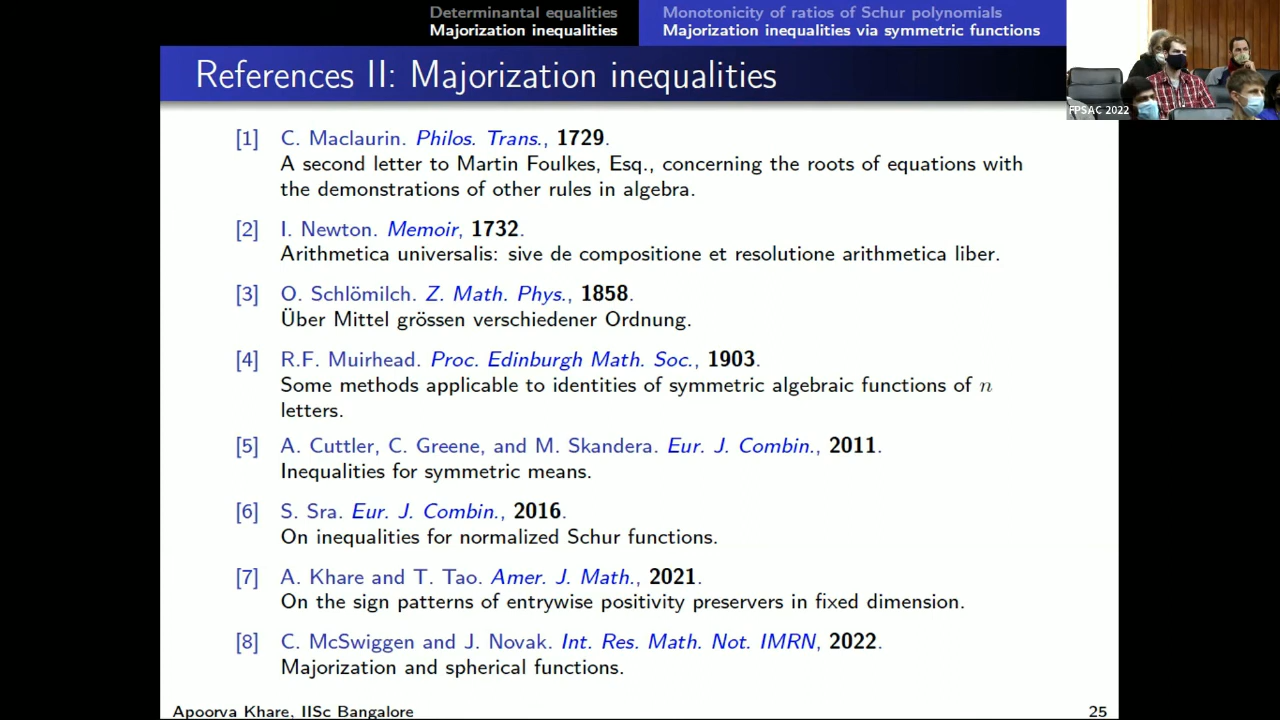 Determinantal equalities
Majorization inequalities
Monotonicity of ratios of Schur polynomials
Majorization inequalities via symmetric functions
References II: Majorization inequalities
FPSAC 2022
[1] C. Maclaurin. Philos. Trans., 1729.
A second letter to Martin Foulkes, Esq., concerning the roots of equations with
the demonstrations of other rules in algebra.
[2] I. Newton. Memoir, 1732.
Arithmetica universalis: sive de compositione et resolutione arithmetica liber.
[3] O. Schlömilch. Z. Math. Phys., 1858.
Über Mittel grössen verschiedener Ordnung.
[4] R.F. Muirhead. Proc. Edinburgh Math. Soc., 1903.
Some methods applicable to identities of symmetric algebraic functions of n
letters.
[5] A. Cuttler, C. Greene, and M. Skandera. Eur. J. Combin., 2011.
Inequalities for symmetric means.
[6] S. Sra. Eur. J. Combin., 2016.
On inequalities for normalized Schur functions.
[7] A. Khare and T. Tao. Amer. J. Math., 2021.
On the sign patterns of entrywise positivity preservers in fixed dimension.
[8] C. McSwiggen and J. Novak. Int. Res. Math. Not. IMRN, 2022.
Majorization and spherical functions.
Apoorva Khare, IISc Bangalore
25